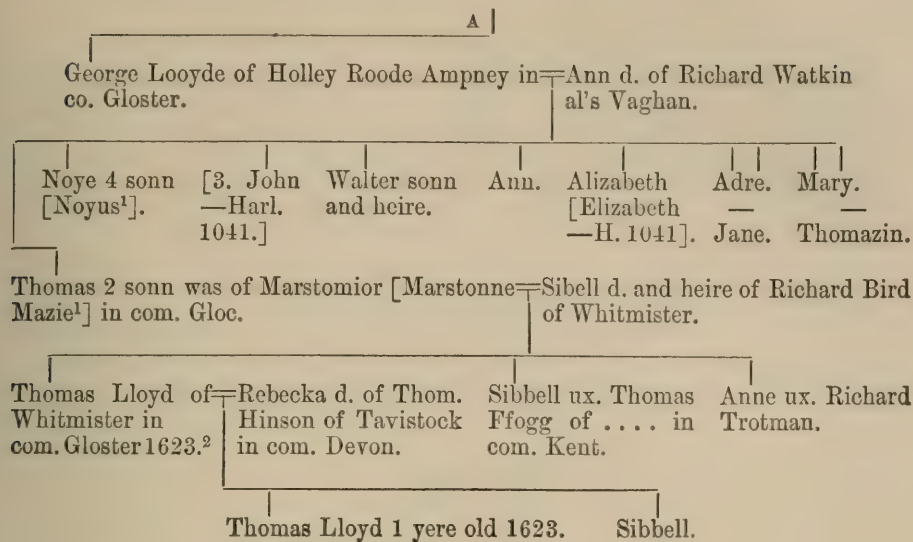 A
George Looyde of Holley Roode Ampney in Ann d. of Richard Watkin
co. Gloster. al's Vaghan.
Noye 4 sonn [3. John Walter sonn Ann. Alizabeth Adre. Mary.
[Noyus¹]. —Harl. and heire. [Elizabeth — —
1041.] —H. 1041]. Jane. Thomazin.
Thomas 2 sonn was of Marstomior [Marstonne Sibell d. and heire of Richard Bird
Mazie¹] in com. Gloc. of Whitmister.
Thomas Lloyd of Rebecka d. of Thom. Sibbell ux. Thomas Anne ux. Richard
Whitmister in Hinson of Tavistock Ffogg of .... in Trotman.
com. Gloster 1623.² in com. Devon. com. Kent.
Thomas Lloyd 1 yere old 1623. Sibbell.